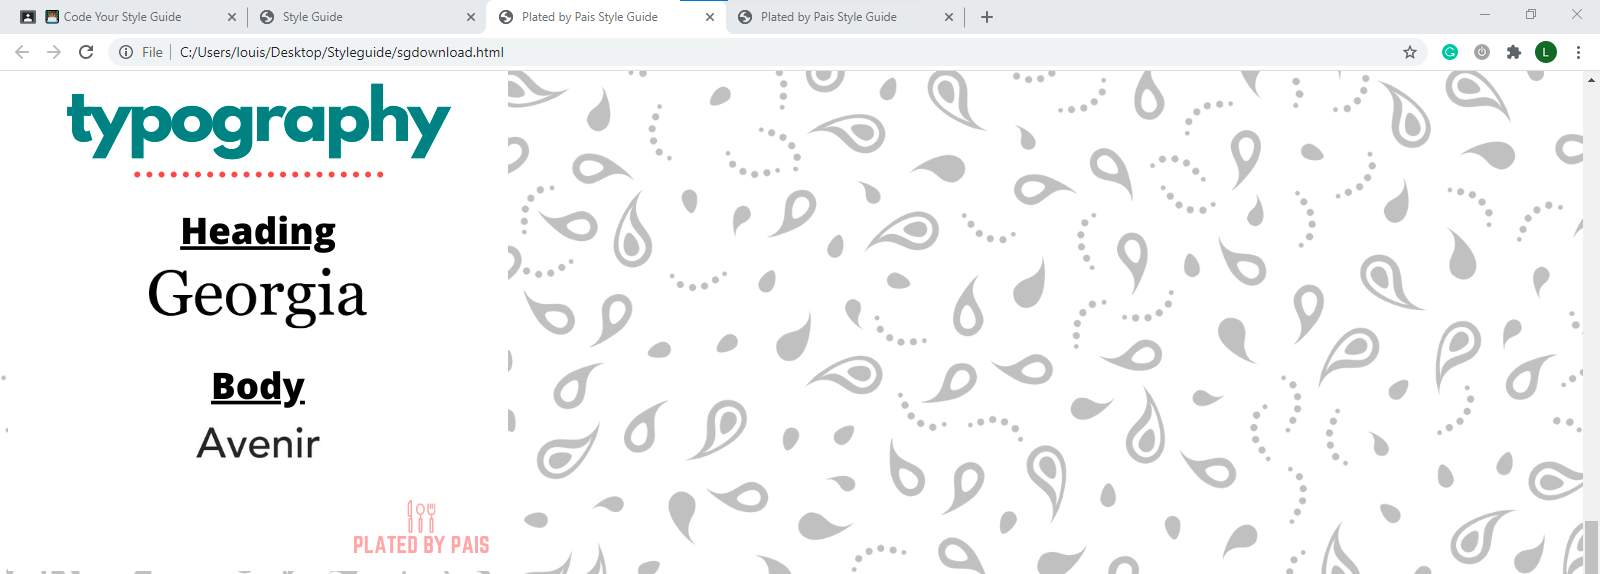 Code Your Style Guide
Style Guide
Plated by Pais Style Guide
Plated by Pais Style Guide
File
C:/Users/louis/Desktop/Styleguide/sgdownload.html
L
typography
Heading
Georgia
Body
Avenir
PLATED BY PAIS